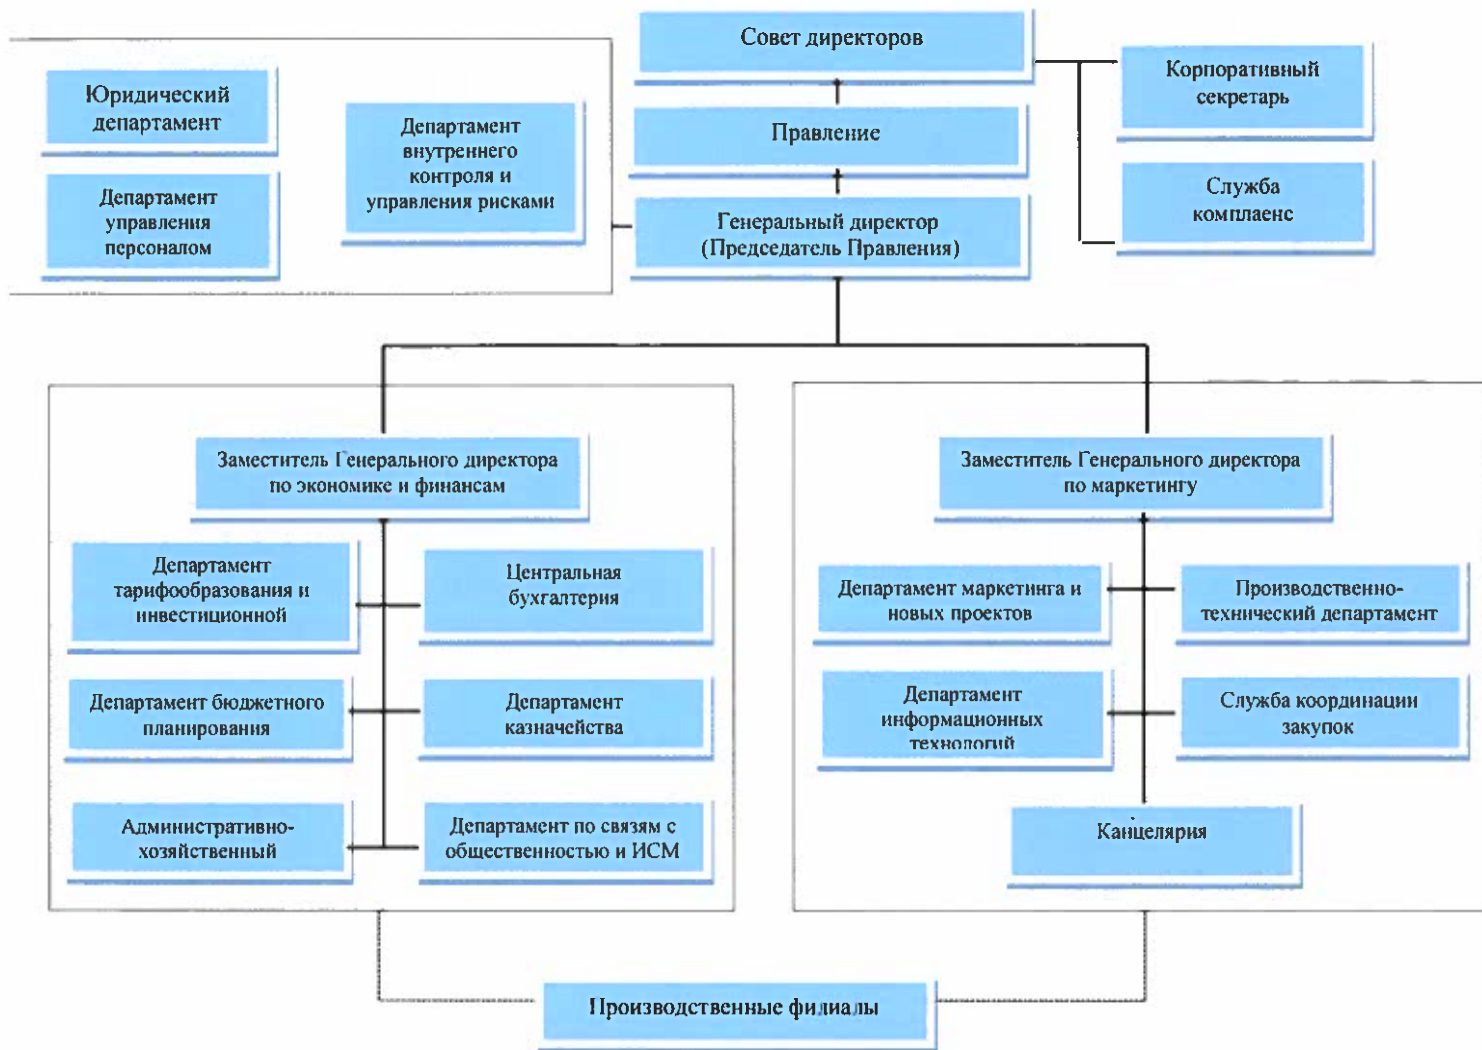 Совет директоров
Корпоративный
секретарь
Юридический
департамент
Департамент
внутреннего
контроля и
управления рисками
Правление
Департамент
управления
персоналом
Генеральный директор
(Председатель Правления)
Служба
комплаенс
Заместитель Генерального директора
по экономике и финансам
Заместитель Генерального директора
по маркетингу
Департамент
тарифообразования и
инвестиционной
Центральная
бухгалтерия
Департамент маркетинга и
новых проектов
Производственно-
технический департамент
Департамент бюджетного
планирования
Департамент
казначейства
Департамент
информационных
технологий
Служба координации
закупок
Административно-
хозяйственный
Департамент по связям с
общественностью и ИСМ
Канцелярия
Производственные филиалы